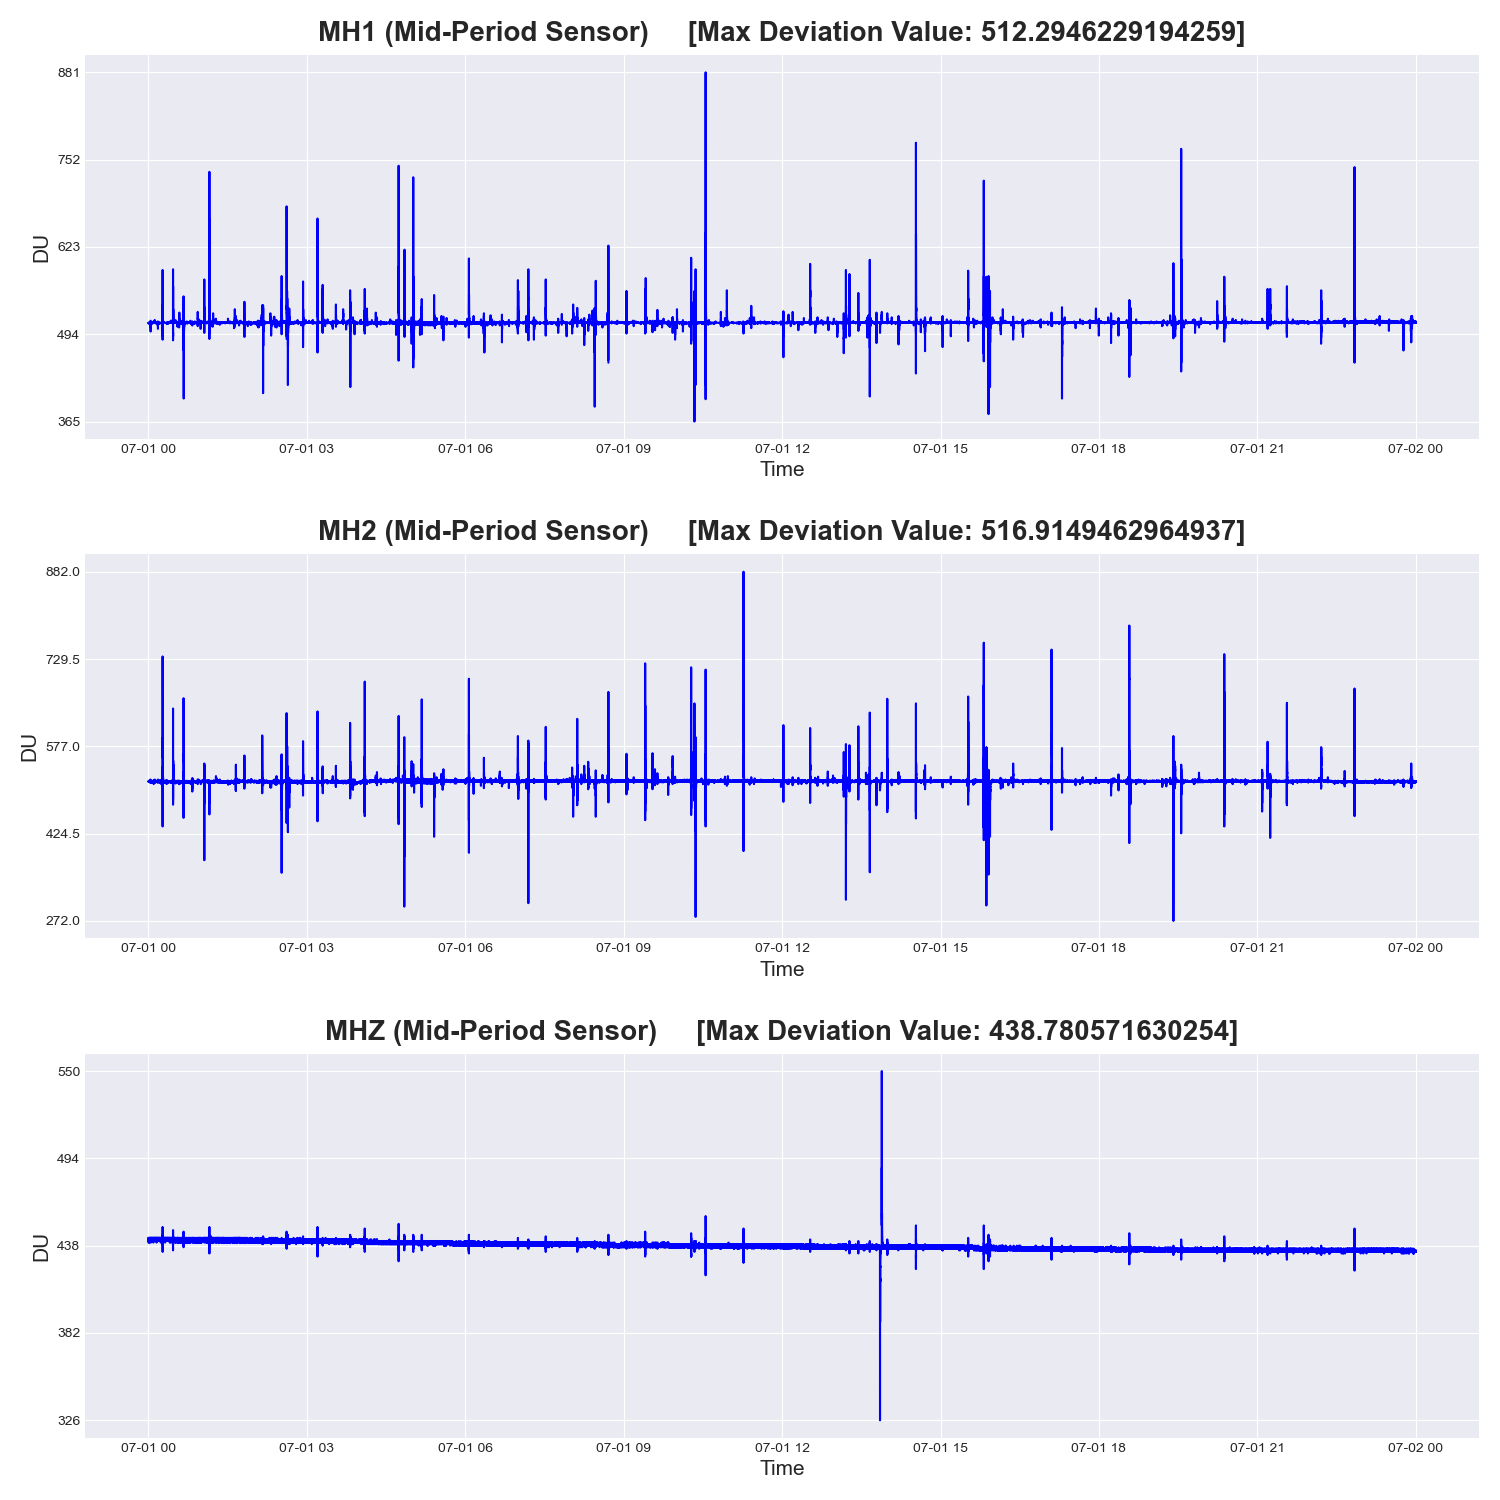 MH1 (Mid-Period Sensor) [Max Deviation Value: 512.2946229194259]
881
752
623
494
365
DU
07-01 00 07-01 03 07-01 06 07-01 09 07-01 12 07-01 15 07-01 18 07-01 21 07-02 00
Time
MH2 (Mid-Period Sensor) [Max Deviation Value: 516.9149462964937]
882.0
729.5
577.0
424.5
272.0
DU
07-01 00 07-01 03 07-01 06 07-01 09 07-01 12 07-01 15 07-01 18 07-01 21 07-02 00
Time
MHZ (Mid-Period Sensor) [Max Deviation Value: 438.780571630254]
550
494
438
382
326
DU
07-01 00 07-01 03 07-01 06 07-01 09 07-01 12 07-01 15 07-01 18 07-01 21 07-02 00
Time